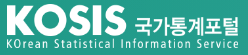 KOSIS 국가통계포털
KOrean Statistical Information Service